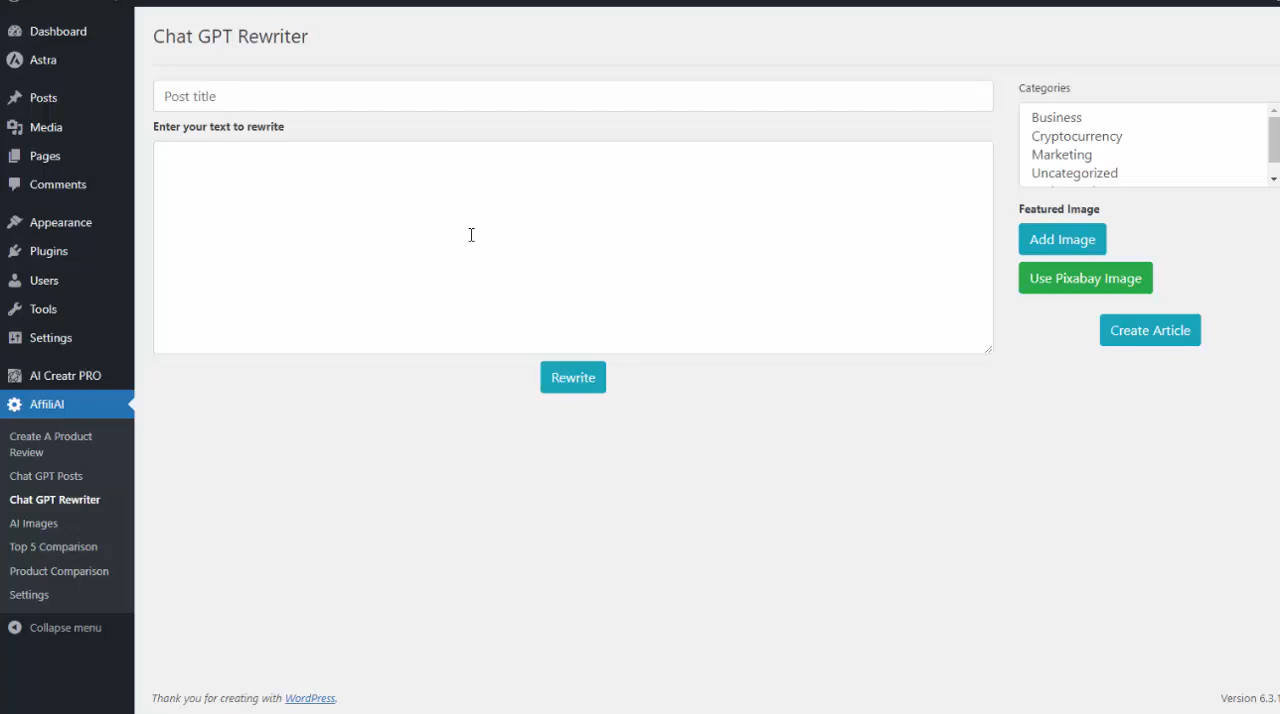 Dashboard
Astra
Posts
Media
Pages
Comments
Appearance
Plugins
Users
Tools
Settings
AI Creatr PRO
AffiliAI
Create A Product
Review
Chat GPT Posts
Chat GPT Rewriter
AI Images
Top 5 Comparison
Product Comparison
Settings
Collapse menu
Chat GPT Rewriter
Post title
Enter your text to rewrite
Rewrite
Categories
Business
Cryptocurrency
Marketing
Uncategorized
Featured Image
Add Image
Use Pixabay Image
Create Article
Thank you for creating with WordPress.
Version 6.3.1